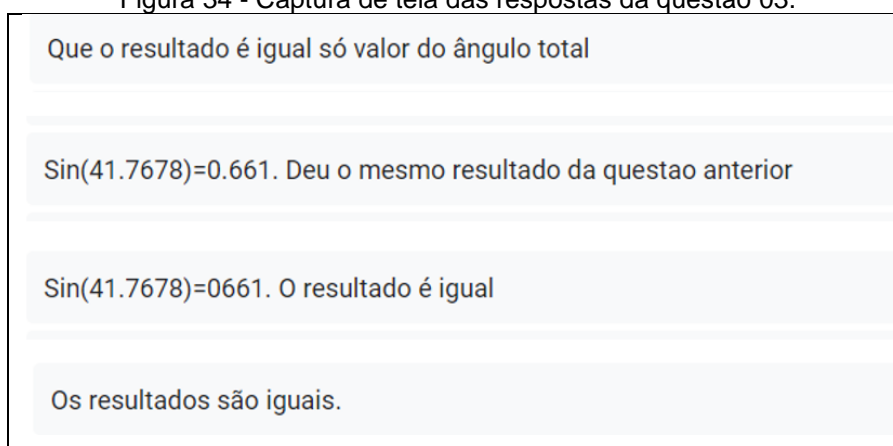 Figura 34 - Captura de tela das respostas da questão 03.
Que o resultado é igual só valor do ângulo total
Sin(41.7678)=0.661. Deu o mesmo resultado da questao anterior
Sin(41.7678)=0661. O resultado é igual
Os resultados são iguais.